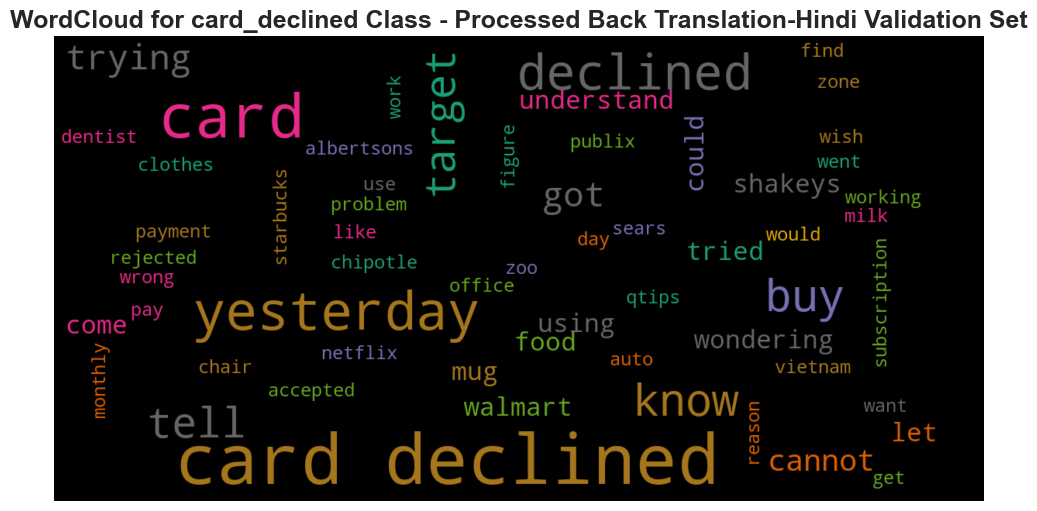 WordCloud for card_declined Class - Processed Back Translation-Hindi Validation Set
trying
declined
find
zone
card
work
target
understand
dentist
clothes
albertsons
figure
publix
could
wish
went
starbucks
use
problem
got
shakeys
working
milk
payment
like
day
sears
would
rejected
chipotle
tried
wrong
zoo
subscription
office
yesterday
qtips
buy
come
pay
using
netflix
food
wondering
monthly
chair
auto
vietnam
mug
accepted
walmart
know
want
tell
reason
let
card declined
cannot
get